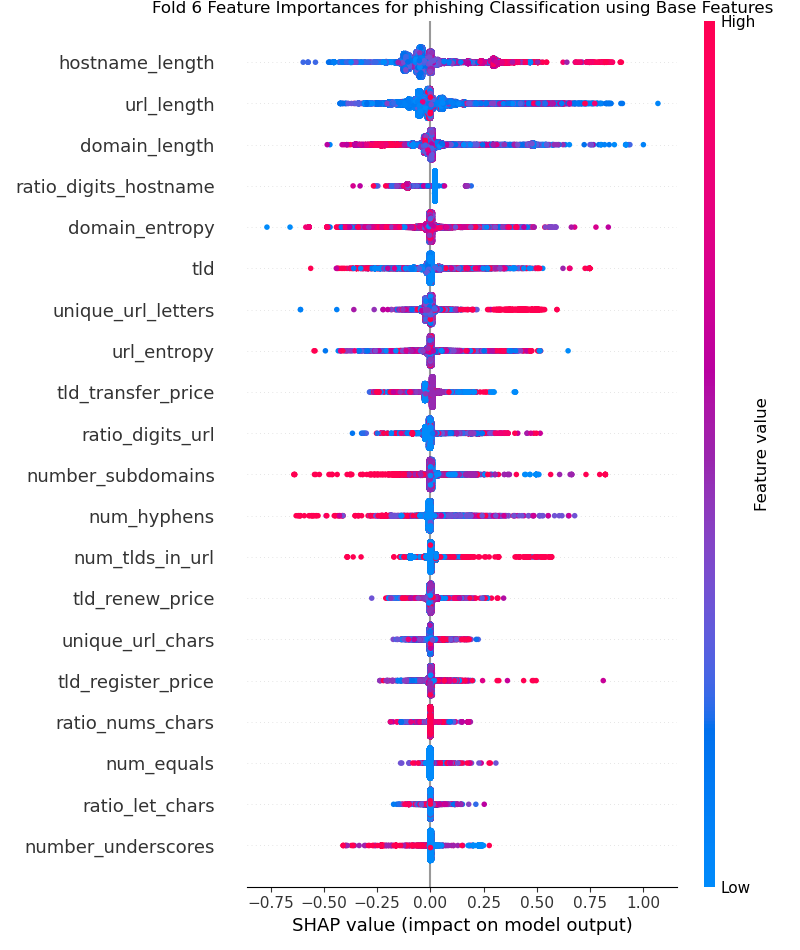 Fold 6 Feature Importances for phishing Classification using Base Features
High
hostname_length
url_length
domain_length
ratio_digits_hostname
domain_entropy
tld
unique_url_letters
url_entropy
tld_transfer_price
ratio_digits_url
number_subdomains
num_hyphens
num_tlds_in_url
tld_renew_price
unique_url_chars
tld_register_price
ratio_nums_chars
num_equals
ratio_let_chars
number_underscores
Feature value
Low
−0.75 −0.50 −0.25 0.00 0.25 0.50 0.75 1.00
SHAP value (impact on model output)